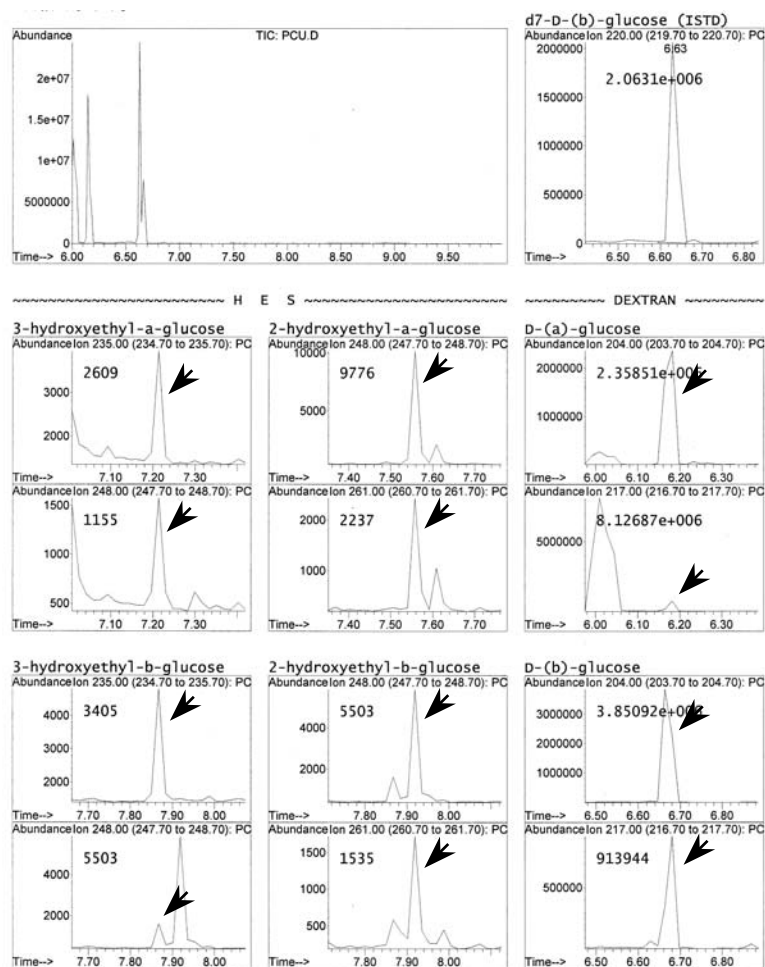 d7-D-(b)-glucose (ISTD)
Abundance TIC: PCU.D
2e+07
1.5e+07
1e+07
5000000
0
Time--> 6.00 6.50 7.00 7.50 8.00 8.50 9.00 9.50
Abundance Ion 220.00 (219.70 to 220.70): PC
2000000 6.63
2.0631e+006
1500000
1000000
500000
0
Time--> 6.50 6.60 6.70 6.80
~~~~~~~~~~~~~~~~~~~~~~~~ H E S ~~~~~~~~~~~~~~~~~~~~~~~
~~~~~~~~~ DEXTRAN ~~~~~~~~~
3-hydroxyethyl-a-glucose
Abundance Ion 235.00 (234.70 to 235.70): PC
2609
3000
2000
Time--> 7.10 7.20 7.30
Abundance Ion 248.00 (247.70 to 248.70): PC
1500
1155
1000
500
Time--> 7.10 7.20 7.30
2-hydroxyethyl-a-glucose
Abundance Ion 248.00 (247.70 to 248.70): PC
10000
9776
5000
Time--> 7.40 7.50 7.60 7.70
Abundance Ion 261.00 (260.70 to 261.70): PC
2000
2237
1000
Time--> 7.40 7.50 7.60 7.70
D-(a)-glucose
Abundance Ion 204.00 (203.70 to 204.70): PC
2000000
2.35851e+006
1000000
Time--> 6.00 6.10 6.20 6.30
Abundance Ion 217.00 (216.70 to 217.70): PC
8.12687e+006
5000000
Time--> 6.00 6.10 6.20 6.30
3-hydroxyethyl-b-glucose
Abundance Ion 235.00 (234.70 to 235.70): PC
4000
3405
3000
2000
Time--> 7.70 7.80 7.90 8.00
Abundance Ion 248.00 (247.70 to 248.70): PC
5503
4000
2000
Time--> 7.70 7.80 7.90 8.00
2-hydroxyethyl-b-glucose
Abundance Ion 248.00 (247.70 to 248.70): PC
5503
4000
2000
Time--> 7.80 7.90 8.00
Abundance Ion 261.00 (260.70 to 261.70): PC
1500
1535
1000
500
Time--> 7.80 7.90 8.00
D-(b)-glucose
Abundance Ion 204.00 (203.70 to 204.70): PC
3000000
3.85092e+006
2000000
1000000
Time--> 6.50 6.60 6.70 6.80
Abundance Ion 217.00 (216.70 to 217.70): PC
913944
500000
Time--> 6.50 6.60 6.70 6.80